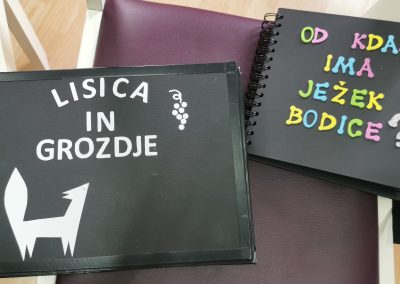 LISICA
IN
GROZDJE
OD KDAJ
IMA
JEŽEK
BODICE?